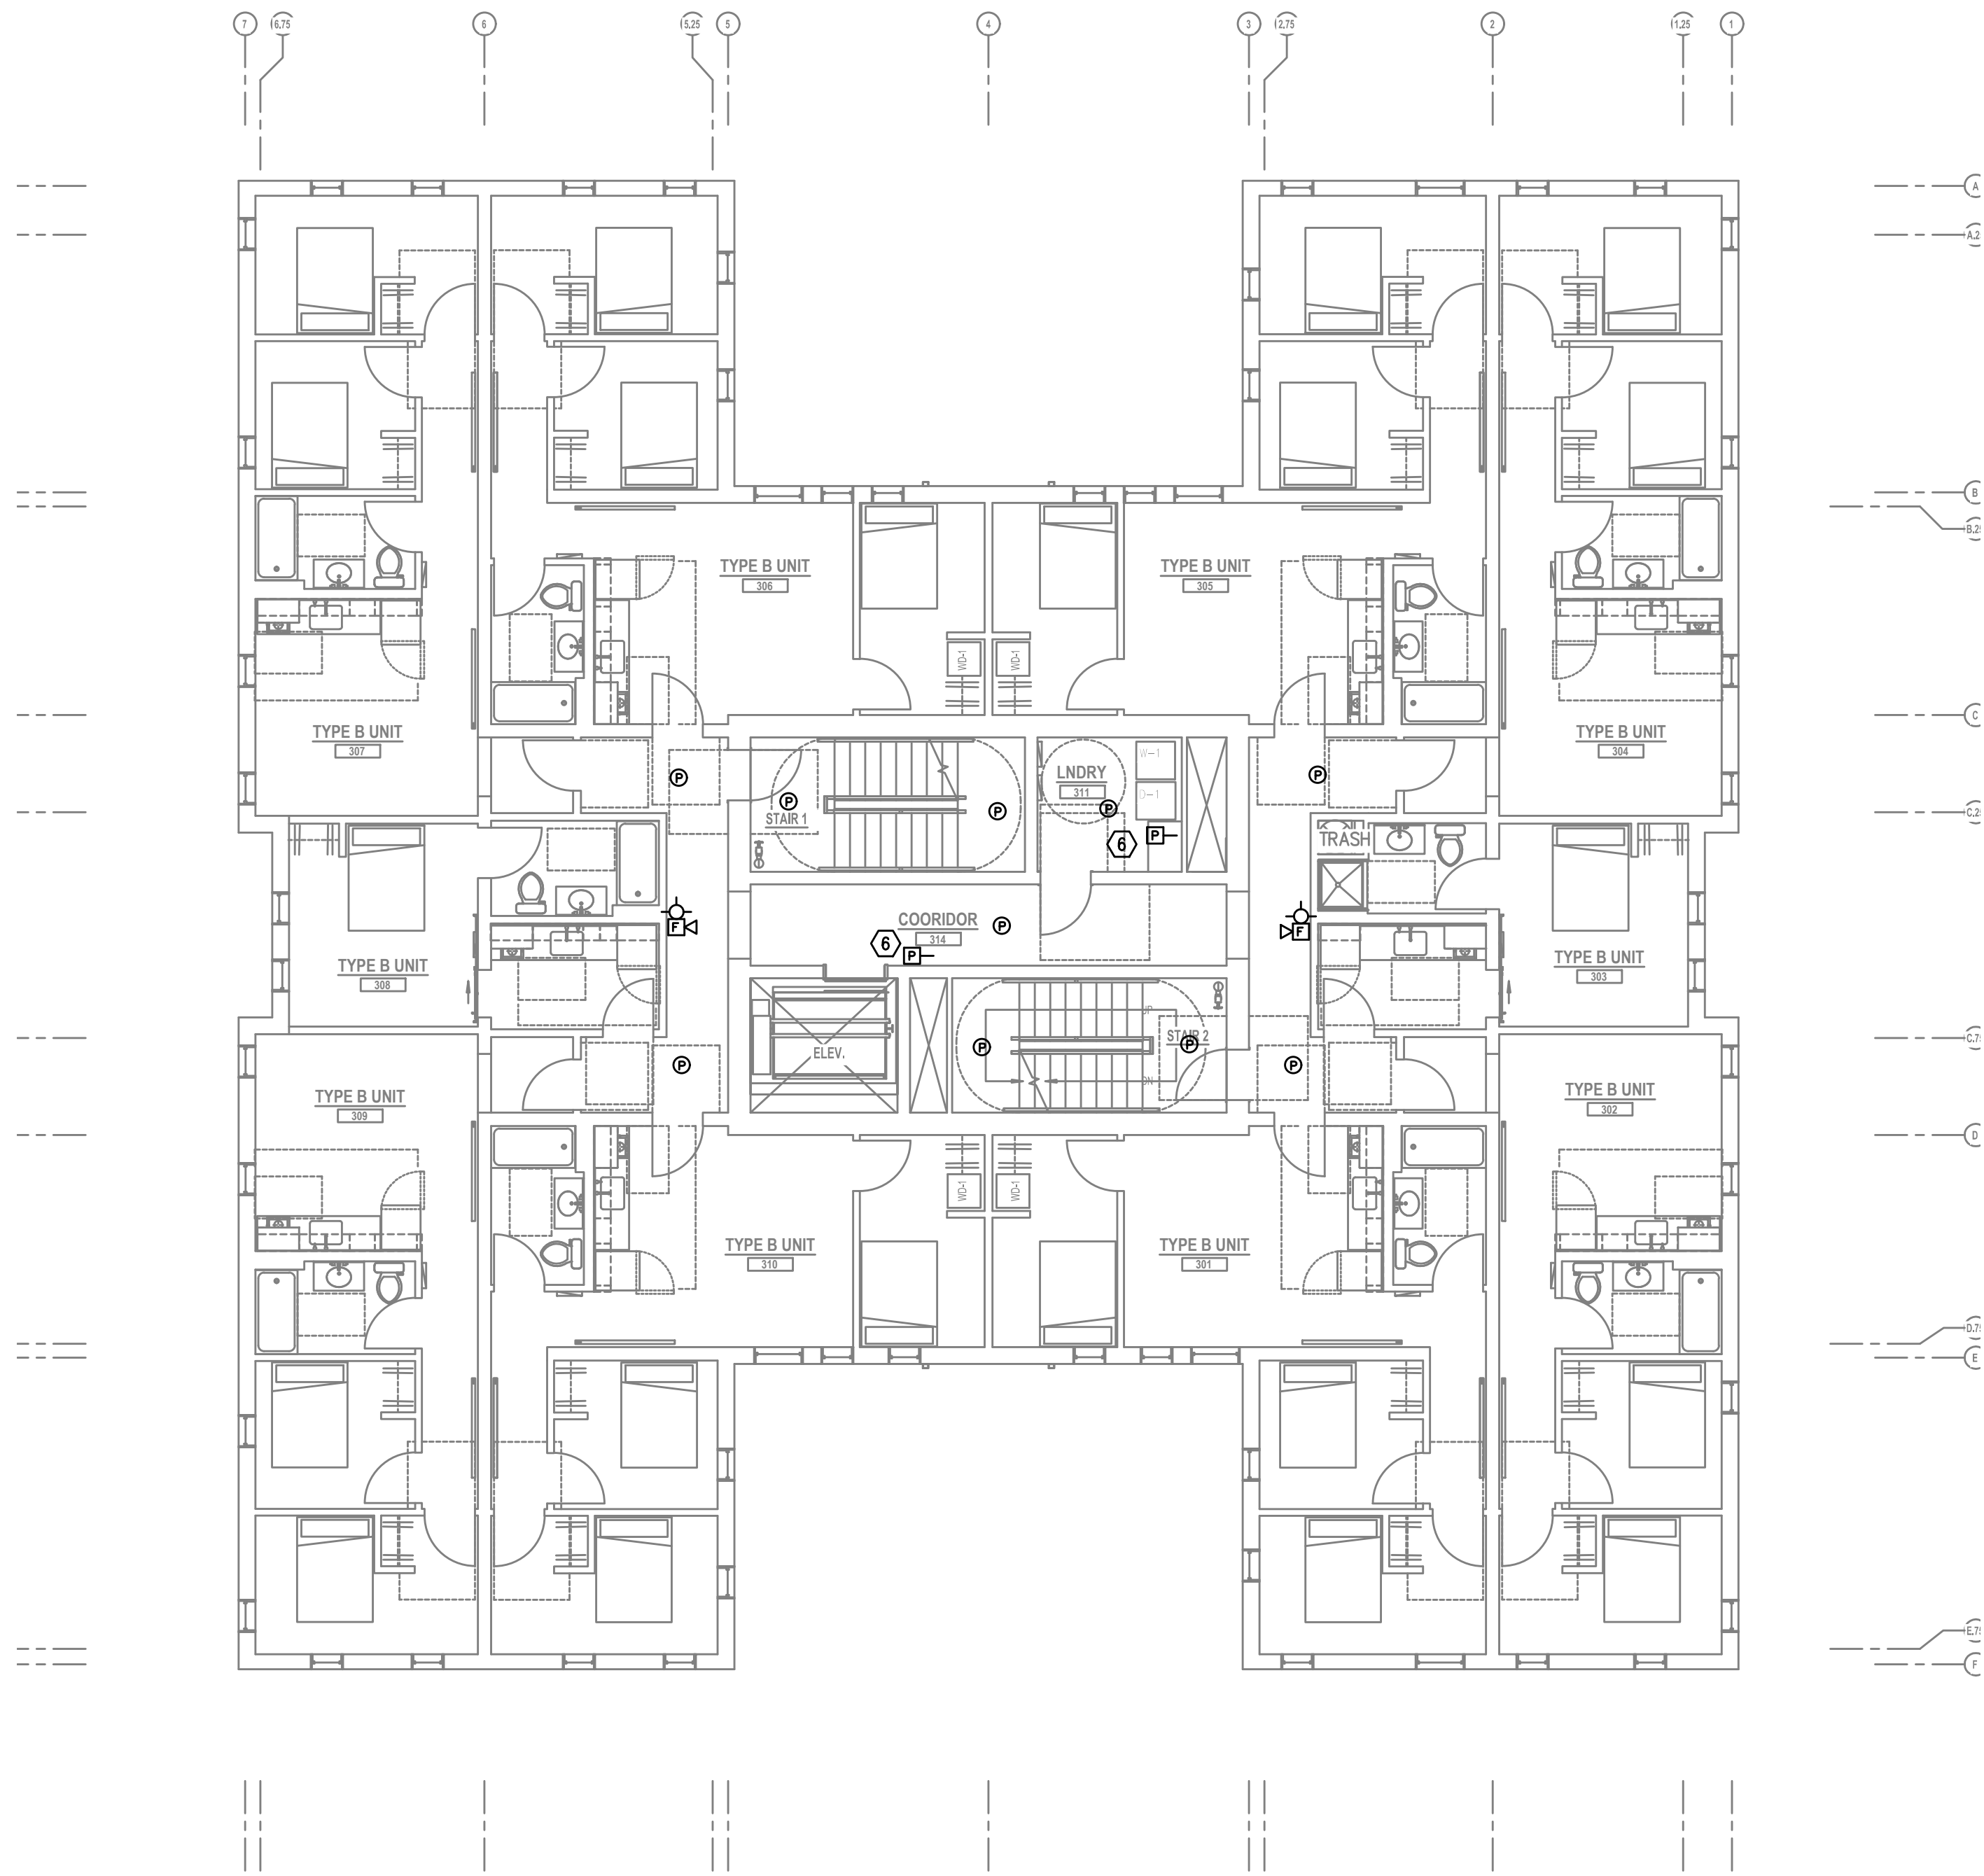 7
6.75
6
5.25
5
4
3
2.75
2
1.25
1
A
A.2
B
B.2
C
C.2
C.7
D
D.7
E
E.7
F
TYPE B UNIT
306
TYPE B UNIT
305
WD-1
WD-1
TYPE B UNIT
307
TYPE B UNIT
304
P
P
STAIR 1
P
LNDRY
311
P
W-1
D-1
6
P
P
TRASH
F
COORIDOR
314
P
6
P
F
TYPE B UNIT
308
TYPE B UNIT
303
ELEV.
P
UP
STAIR 2
P
DN
P
P
TYPE B UNIT
309
TYPE B UNIT
302
WD-1
WD-1
TYPE B UNIT
310
TYPE B UNIT
301